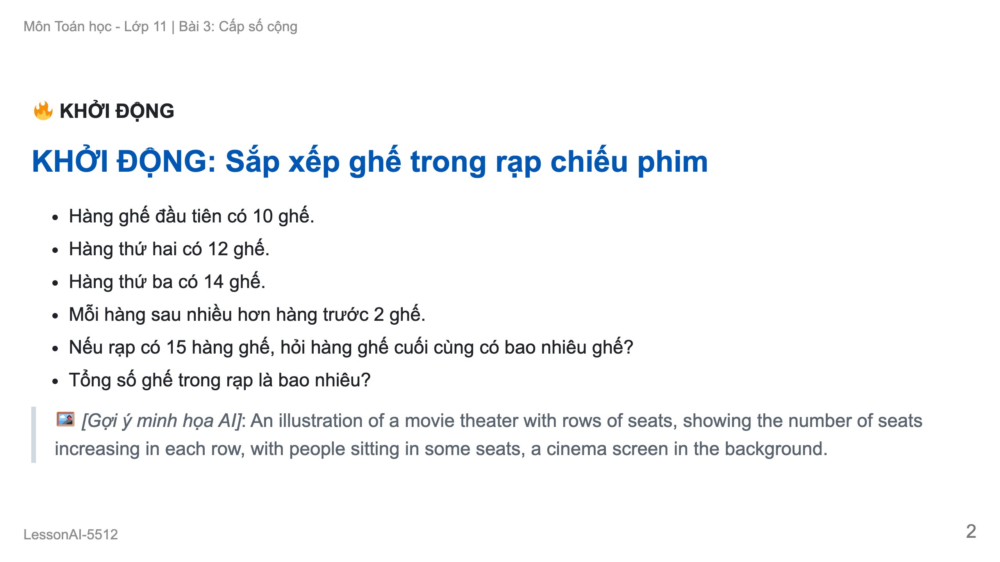 Môn Toán học - Lớp 11 | Bài 3: Cấp số cộng
🔥 KHỞI ĐỘNG
KHỞI ĐỘNG: Sắp xếp ghế trong rạp chiếu phim
• Hàng ghế đầu tiên có 10 ghế.
• Hàng thứ hai có 12 ghế.
• Hàng thứ ba có 14 ghế.
• Mỗi hàng sau nhiều hơn hàng trước 2 ghế.
• Nếu rạp có 15 hàng ghế, hỏi hàng ghế cuối cùng có bao nhiêu ghế?
• Tổng số ghế trong rạp là bao nhiêu?
🖼️ [Gợi ý minh họa AI]: An illustration of a movie theater with rows of seats, showing the number of seats
increasing in each row, with people sitting in some seats, a cinema screen in the background.
LessonAI-5512
2